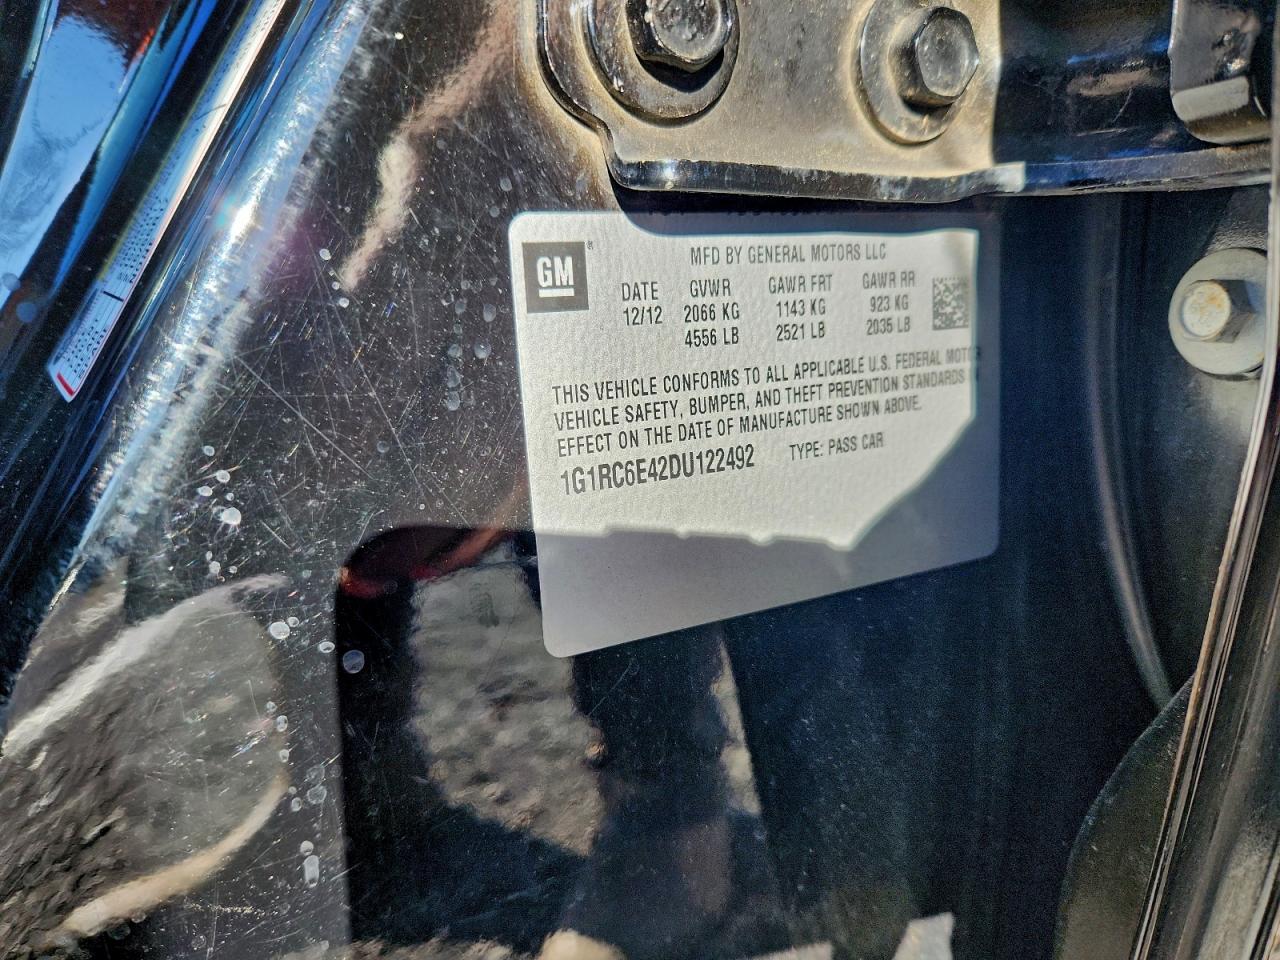 MFD BY GENERAL MOTORS LLC
GM
DATE GVWR GAWR FRT GAWR RR
12/12 2066 KG 1143 KG 923 KG
4556 LB 2521 LB 2035 LB
THIS VEHICLE CONFORMS TO ALL APPLICABLE U.S. FEDERAL MOTOR
VEHICLE SAFETY, BUMPER, AND THEFT PREVENTION STANDARDS
EFFECT ON THE DATE OF MANUFACTURE SHOWN ABOVE.
1G1RC6E42DU122492 TYPE: PASS CAR